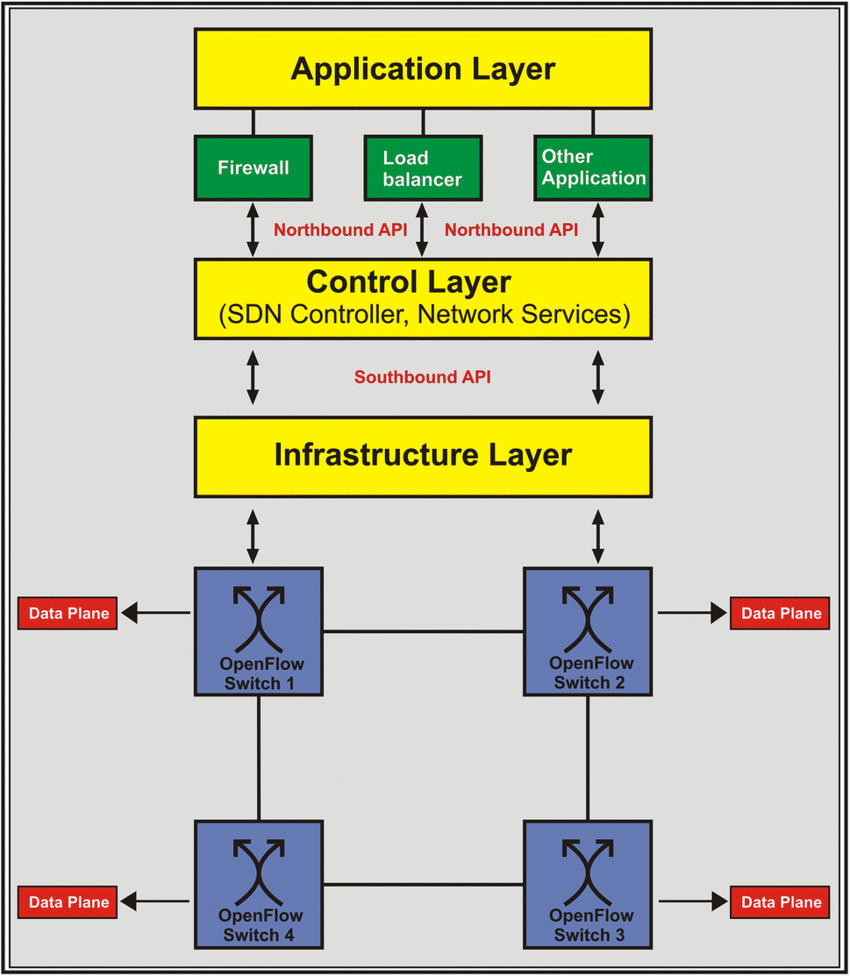 Application Layer
Firewall
Load
balancer
Other
Application
Northbound API
Northbound API
Control Layer
(SDN Controller, Network Services)
Southbound API
Infrastructure Layer
Data Plane
OpenFlow
Switch 1
OpenFlow
Switch 2
Data Plane
Data Plane
OpenFlow
Switch 4
OpenFlow
Switch 3
Data Plane